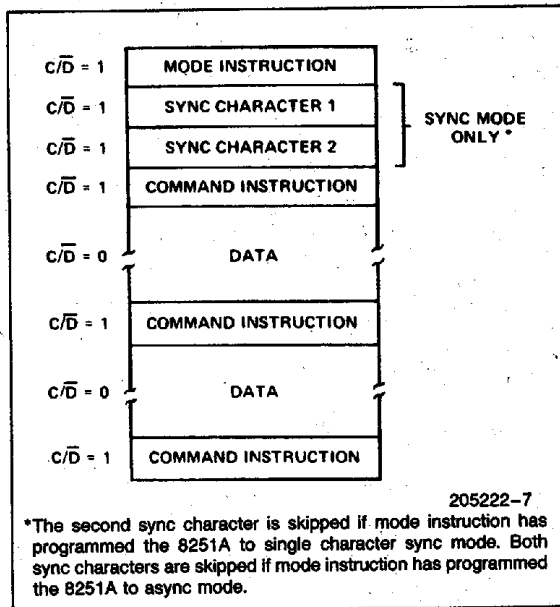 C/D̅ = 1 MODE INSTRUCTION
C/D̅ = 1 SYNC CHARACTER 1
C/D̅ = 1 SYNC CHARACTER 2
SYNC MODE
ONLY *
C/D̅ = 1 COMMAND INSTRUCTION
C/D̅ = 0 DATA
C/D̅ = 1 COMMAND INSTRUCTION
C/D̅ = 0 DATA
C/D̅ = 1 COMMAND INSTRUCTION
205222-7
*The second sync character is skipped if mode instruction has
programmed the 8251A to single character sync mode. Both
sync characters are skipped if mode instruction has programmed
the 8251A to async mode.